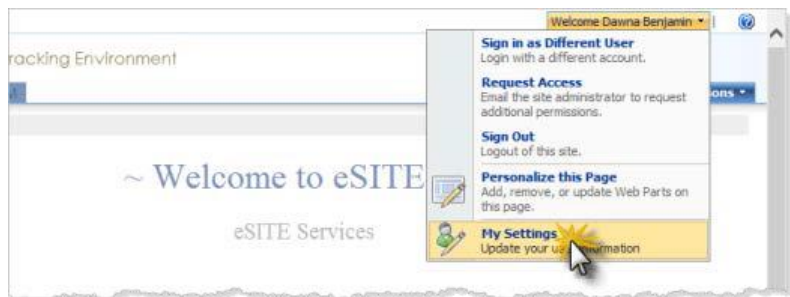 Welcome Dawna Benjamin
racking Environment
Sign in as Different User
Login with a different account.
Request Access
Email the site administrator to request
additional permissions.
ons
Sign Out
Logout of this site.
~ Welcome to eSITE
Personalize this Page
Add, remove, or update Web Parts on
this page.
eSITE Services
My Settings
Update your information